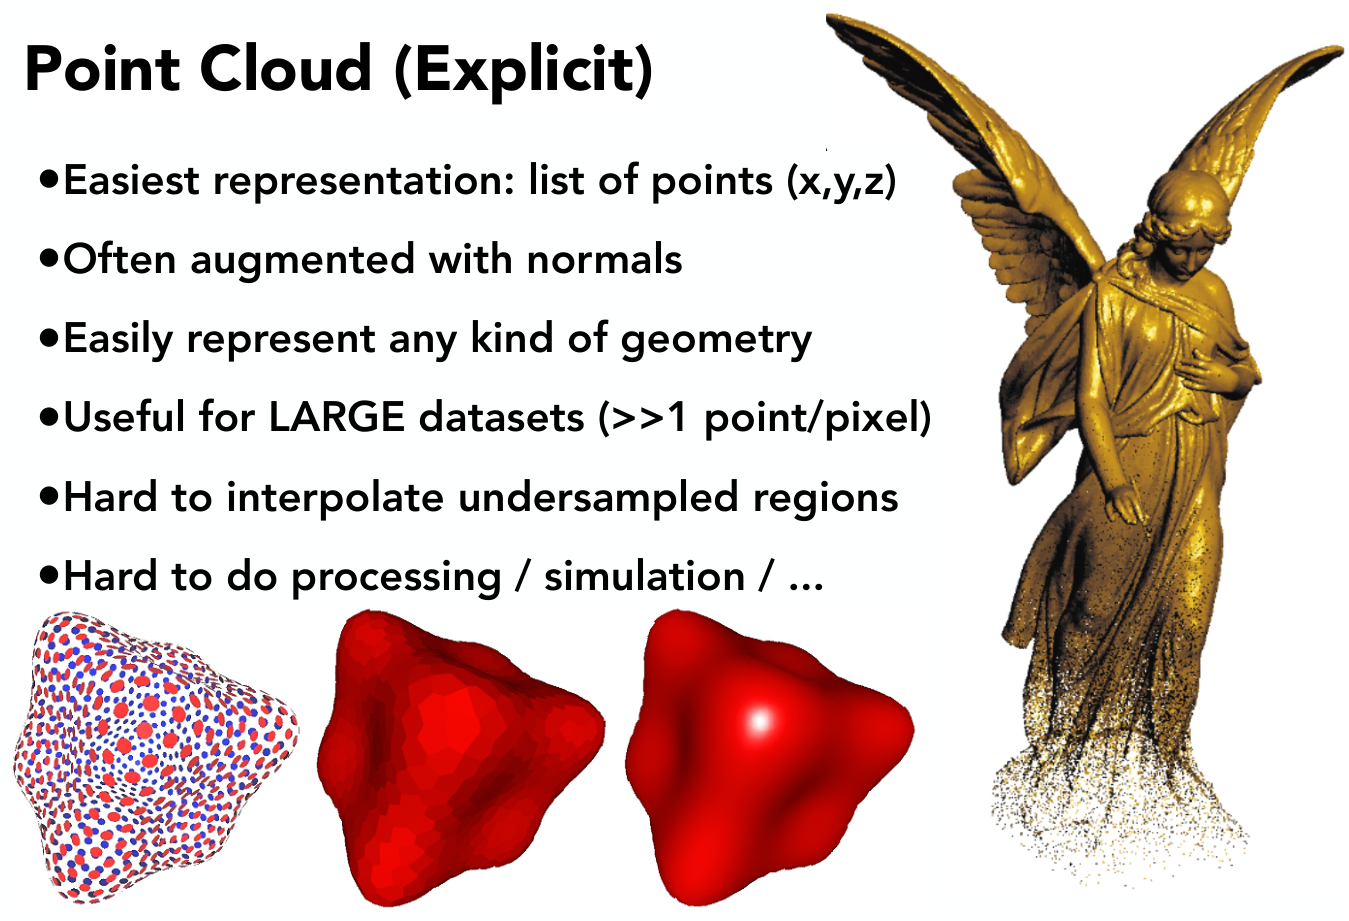 Point Cloud (Explicit)
•Easiest representation: list of points (x,y,z)
•Often augmented with normals
•Easily represent any kind of geometry
•Useful for LARGE datasets (>>1 point/pixel)
•Hard to interpolate undersampled regions
•Hard to do processing / simulation / ...